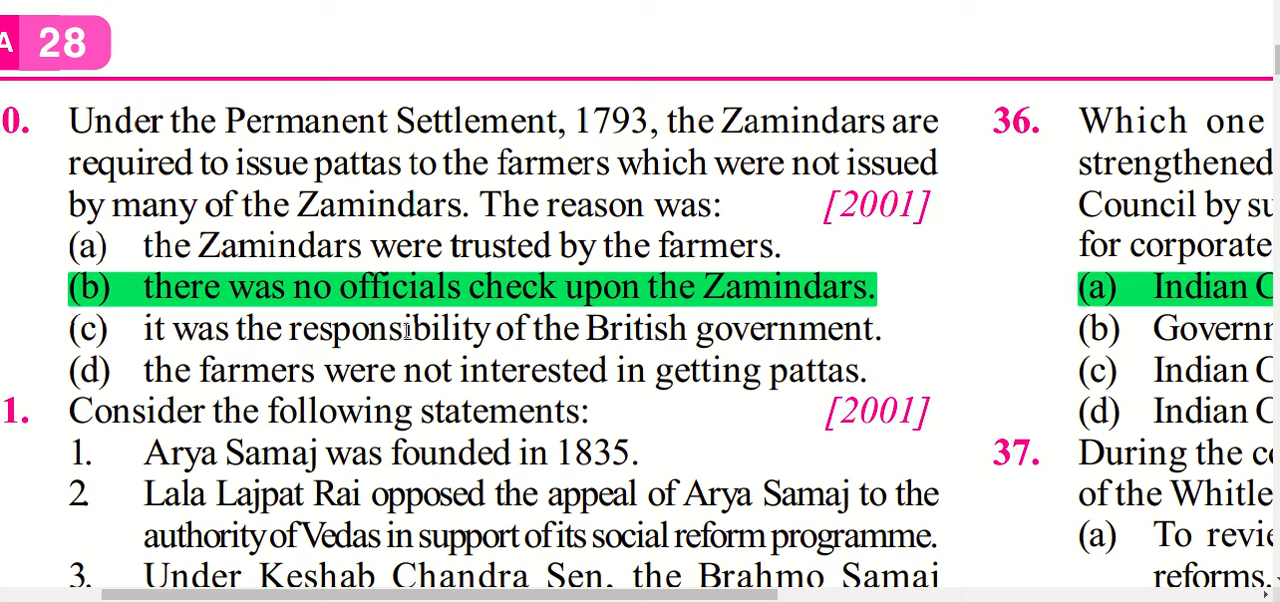 A 28
0. Under the Permanent Settlement, 1793, the Zamindars are
required to issue pattas to the farmers which were not issued
by many of the Zamindars. The reason was: [2001]
(a) the Zamindars were trusted by the farmers.
(b) there was no officials check upon the Zamindars.
(c) it was the responsibility of the British government.
(d) the farmers were not interested in getting pattas.
1. Consider the following statements: [2001]
1. Arya Samaj was founded in 1835.
2 Lala Lajpat Rai opposed the appeal of Arya Samaj to the
authority of Vedas in support of its social reform programme.
3. Under Keshab Chandra Sen, the Brahmo Samaj
36. Which one
strengthened
Council by
for corporate
(a) Indian
(b)
(c) Indian
(d) Indian
37. During the
of the
(a) To
reforms.